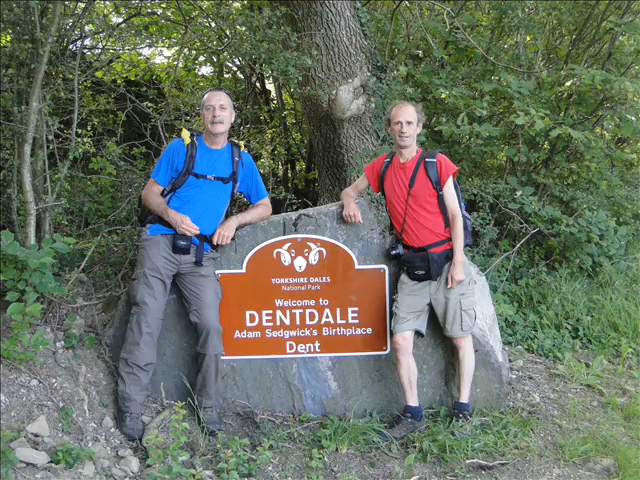 YORKSHIRE DALES
National Park
Welcome to
DENTDALE
Adam Sedgwick's Birthplace
Dent